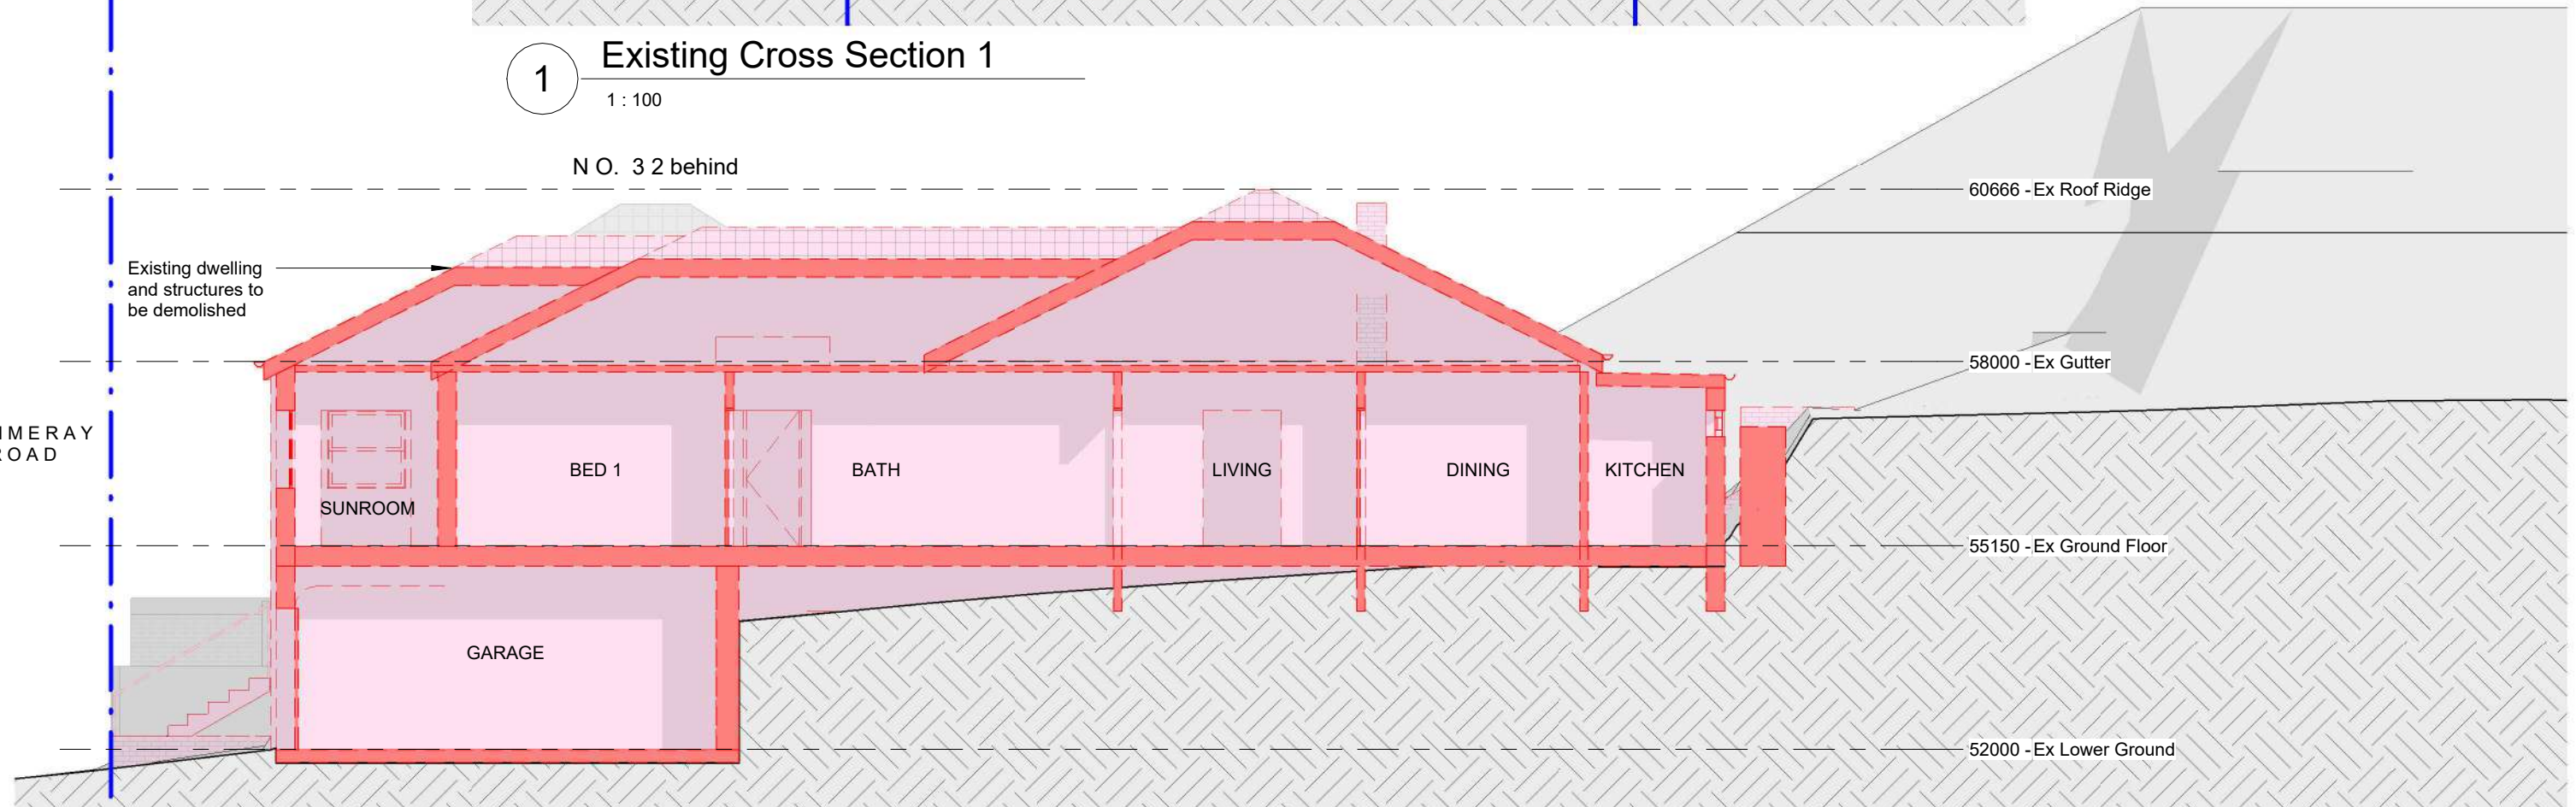 1
Existing Cross Section 1
1 : 100
N O. 3 2 behind
60666 - Ex Roof Ridge
Existing dwelling
and structures to
be demolished
58000 - Ex Gutter
M E R A Y
O A D
SUNROOM
BED 1
BATH
LIVING
DINING
KITCHEN
55150 - Ex Ground Floor
GARAGE
52000 - Ex Lower Ground